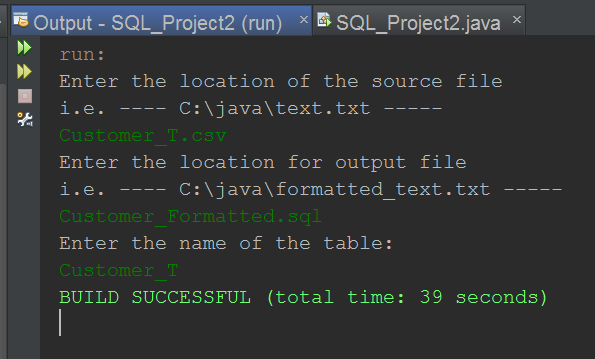 Output - SQL_Project2 (run) × SQL_Project2.java ×
run:
Enter the location of the source file
i.e. ---- C:\java\text.txt -----
Customer_T.csv
Enter the location for output file
i.e. ---- C:\java\formatted_text.txt -----
Customer_Formatted.sql
Enter the name of the table:
Customer_T
BUILD SUCCESSFUL (total time: 39 seconds)